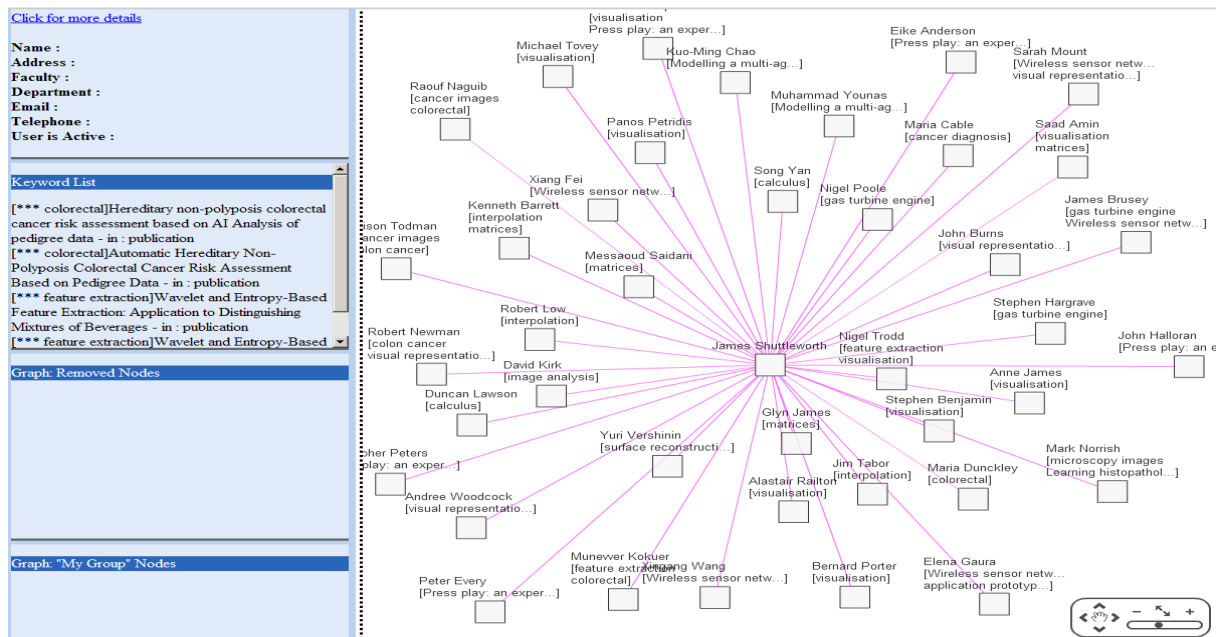 Click for more details
Name :
Address :
Faculty :
Department :
Email :
Telephone :
User is Active :
Keyword List
[*** colorectal]Hereditary non-polyposis colorectal
cancer risk assessment based on AI Analysis of
pedigree data - in : publication
[*** colorectal]Automatic Hereditary Non-
Polyposis Colorectal Cancer Risk Assessment
Based on Pedigree Data - in : publication
[*** feature extraction]Wavelet and Entropy-Based
Feature Extraction: Application to Distinguishing
Mixtures of Beverages - in : publication
[*** feature extraction]Wavelet and Entropy-Based
Graph: Removed Nodes
Graph: "My Group" Nodes
[visualisation
Press play: an exper…]
Michael Tovey
[visualisation]
Kuo-Ming Chao
[Modelling a multi-ag…]
Eike Anderson
[Press play: an exper…]
Sarah Mount
[Wireless sensor netw…
visual representatio…]
Raouf Naguib
[cancer images
colorectal]
Muhammad Younas
[Modelling a multi-ag…]
Panos Petridis
[visualisation]
Maria Cable
[cancer diagnosis]
Saad Amin
[visualisation
matrices]
Xiang Fei
[Wireless sensor netw…]
Song Yan
[calculus]
Nigel Poole
[gas turbine engine]
Kenneth Barrett
[interpolation
matrices]
James Brusey
[gas turbine engine
Wireless sensor netw…]
ison Todman
ancer images
olon cancer]
John Burns
[visual representatio…]
Messaoud Saidani
[matrices]
Robert Low
[interpolation]
Stephen Hargrave
[gas turbine engine]
Robert Newman
[colon cancer
visual representatio…]
James Shuttleworth
Nigel Trodd
[feature extraction
visualisation]
John Halloran
[Press play: an e
David Kirk
[image analysis]
Anne James
[visualisation]
Duncan Lawson
[calculus]
Stephen Benjamin
[visualisation]
Glyn James
[matrices]
Yuri Vershinin
[surface reconstructi…]
pher Peters
play: an exper…]
Mark Norrish
[microscopy images
Learning histopathol…]
Jim Tabor
[interpolation]
Maria Dunckley
[colorectal]
Alastair Railton
[visualisation]
Andree Woodcock
[visual representatio…]
Munewer Kokuer
[feature extraction
colorectal]
Xingang Wang
[Wireless sensor netw…]
Bernard Porter
[visualisation]
Elena Gaura
[Wireless sensor netw…
application prototyp…]
Peter Every
[Press play: an exper…]